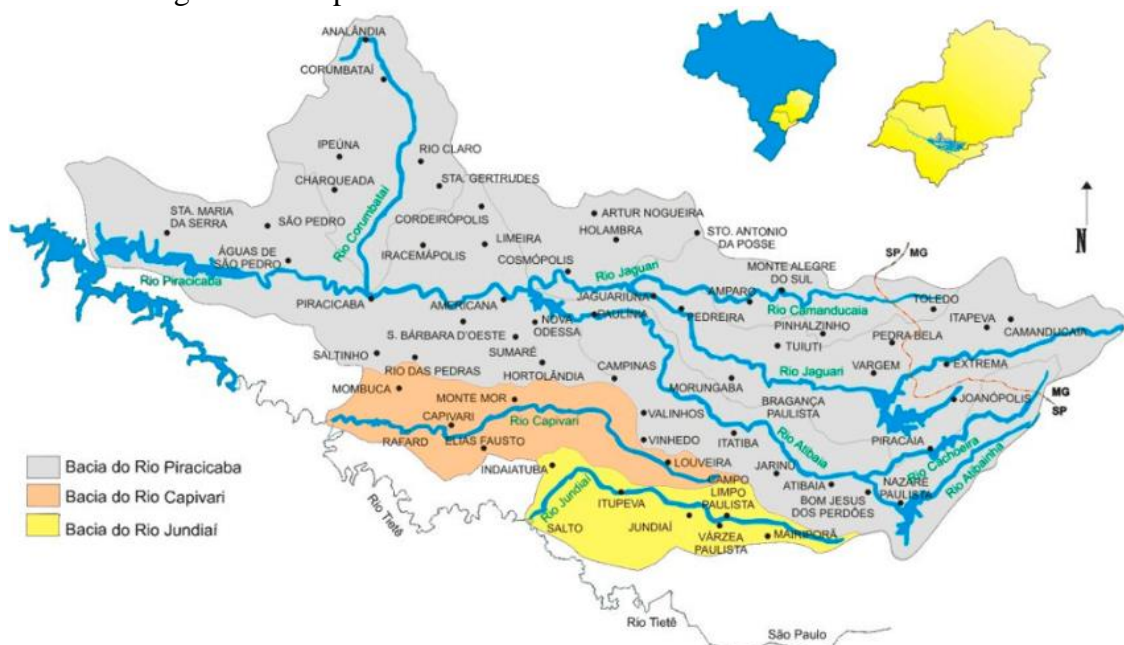 ANALÂNDIA
CORUMBATAÍ
IPEÚNA
RIO CLARO
CHARQUEADA
STA. GERTRUDES
Rio Corumbataí
STA. MARIA
DA SERRA
SÃO PEDRO
CORDEIRÓPOLIS
ARTUR NOGUEIRA
HOLAMBRA
STO. ANTONIO
DA POSSE
ÁGUAS DE
SÃO PEDRO
IRACEMÁPOLIS
LIMEIRA
COSMÓPOLIS
Rio Jaguari
MONTE ALEGRE
DO SUL
SP
MG
N
Rio Piracicaba
PIRACICABA
AMERICANA
JAGUARIÚNA
AMPARO
Rio Camanducaia
TOLEDO
ITAPEVA
CAMANDUCAIA
PAULÍNIA
PEDREIRA
PINHALZINHO
PEDRA BELA
S. BÁRBARA D'OESTE
NOVA
ODESSA
TUIUTI
SALTINHO
RIO DAS PEDRAS
SUMARÉ
HORTOLÂNDIA
CAMPINAS
MORUNGABA
Rio Jaguari
VARGEM
EXTREMA
MG
SP
JOANÓPOLIS
BRAGANÇA
PAULISTA
MOMBUCA
MONTE MOR
CAPIVARI
Rio Capivari
VALINHOS
RAFARD
ELIAS FAUSTO
VINHEDO
ITATIBA
Rio Atibaia
PIRACAIA
Rio Cachoeira
Rio Atibainha
INDAIATUBA
LOUVEIRA
JARINU
ATIBAIA
NAZARÉ
PAULISTA
BOM JESUS
DOS PERDÕES
CAMPO
LIMPO
PAULISTA
Rio Jundiaí
ITUPEVA
SALTO
JUNDIAÍ
VÁRZEA
PAULISTA
MAIRIPORÃ
Bacia do Rio Piracicaba
Bacia do Rio Capivari
Bacia do Rio Jundiaí
Rio Tietê
Rio Tietê
São Paulo